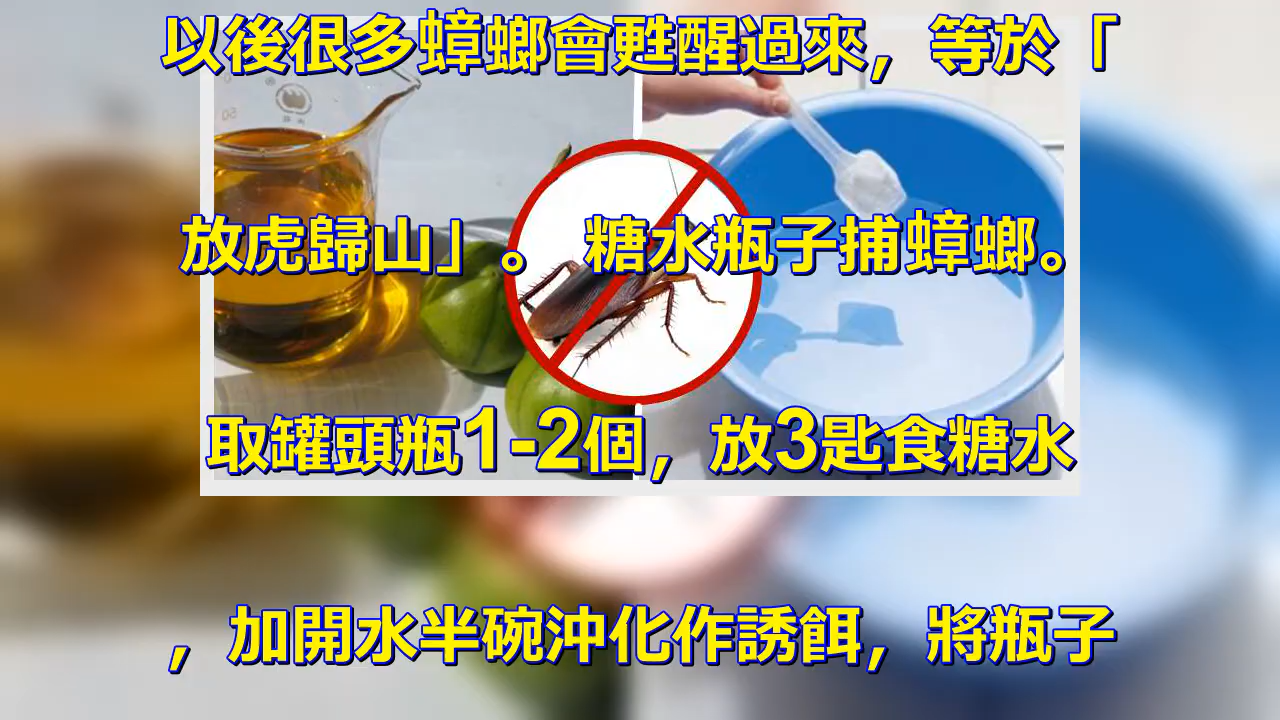 以後很多蟑螂會甦醒過來，等於「
放虎歸山」。 糖水瓶子捕蟑螂。
取罐頭瓶1-2個，放3匙食糖水
，加開水半碗沖化作誘餌，將瓶子